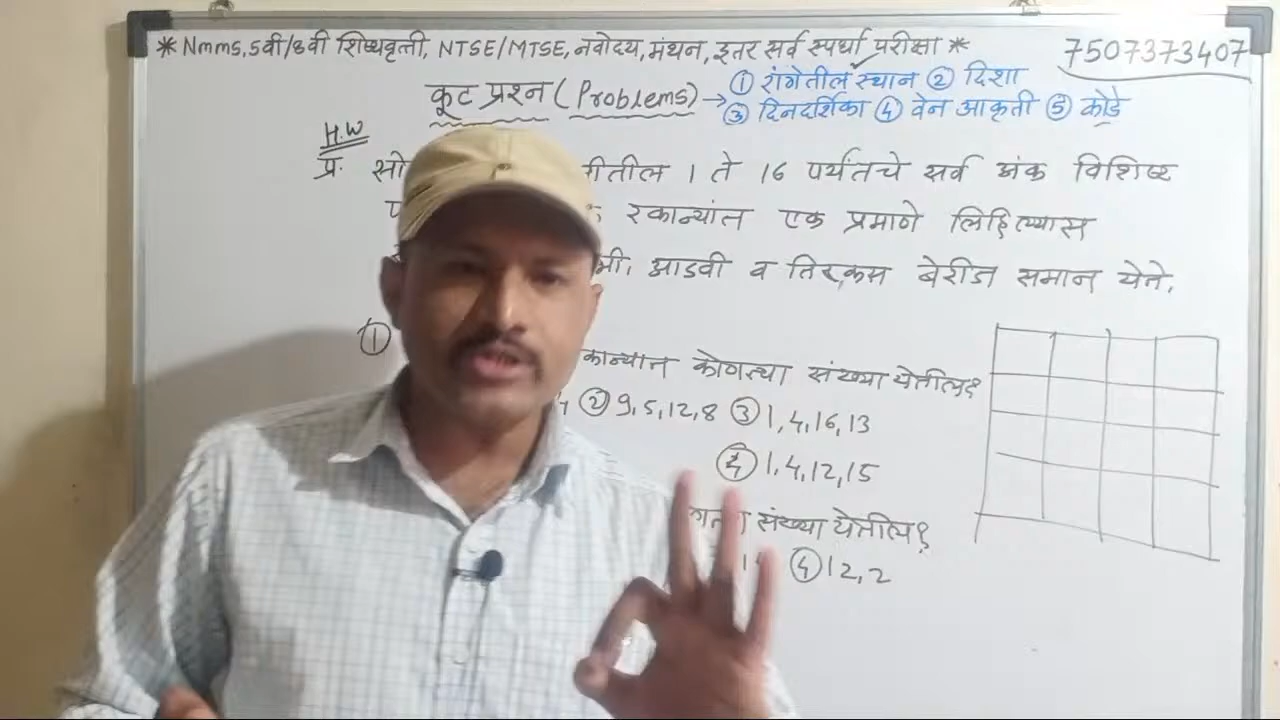 * Nmms, 5वी/8वी शिष्यवृत्ती, NTSE/MTSE, नवोदय, मंथन, इतर सर्व स्पर्धा परीक्षा *
7507373407
कूट प्रश्न (Problems) → ① रांगेतील स्थान ② दिशा
③ दिनदर्शिका ④ वेन आकृती ⑤ कोडे
H.W
प्र. सो तील 1 ते 16 पर्यंतचे सर्व अंक विशिष्ट
रकान्यांत एक प्रमाणे लिहिल्यास
भी, आडवी व तिरकस बेरीज समान येते.
① कान्यान कोणत्या संख्या येतील?
② 9,5,12,8 ③ 1,4,16,13
1,4,12,15
संख्या येतील?
④ 12,2